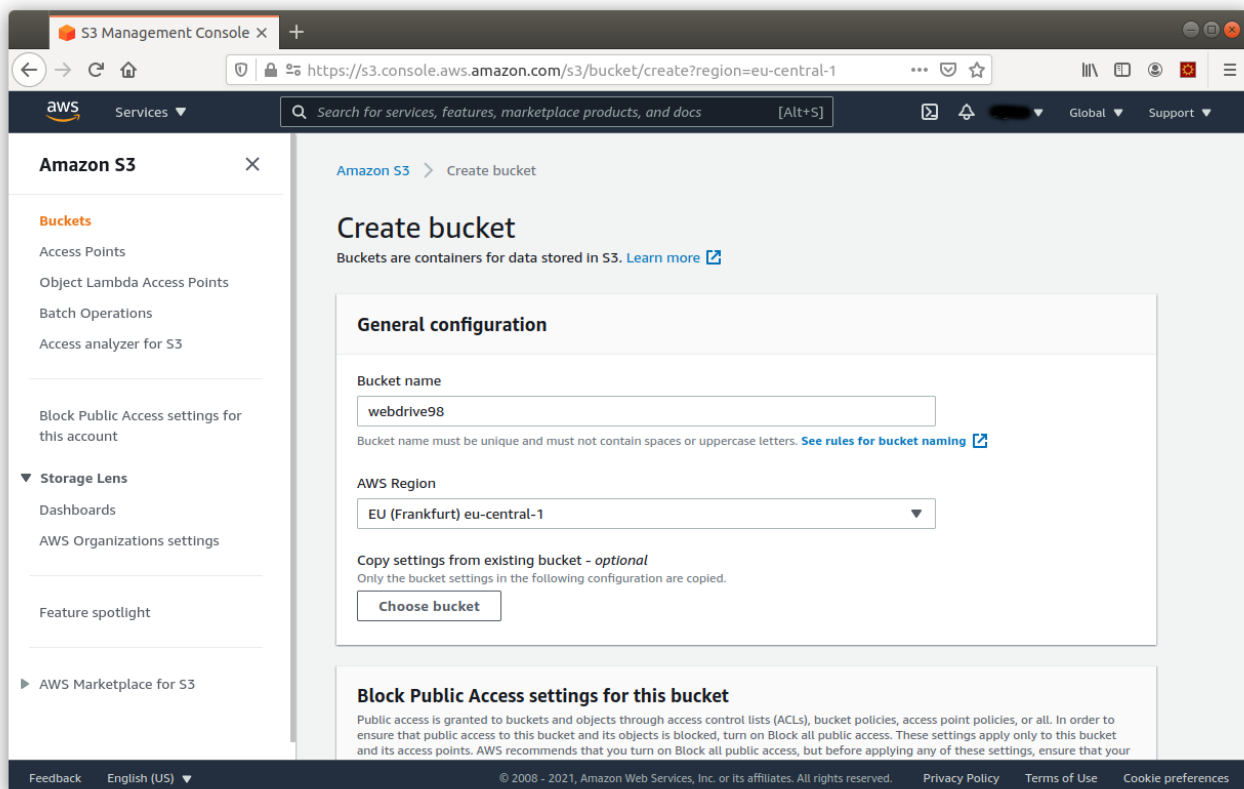 S3 Management Console
https://s3.console.aws.amazon.com/s3/bucket/create?region=eu-central-1
aws
Services
Search for services, features, marketplace products, and docs
[Alt+S]
Global
Support
Amazon S3
Buckets
Access Points
Object Lambda Access Points
Batch Operations
Access analyzer for S3
Block Public Access settings for
this account
Storage Lens
Dashboards
AWS Organizations settings
Feature spotlight
AWS Marketplace for S3
Amazon S3
Create bucket
Create bucket
Buckets are containers for data stored in S3. Learn more
General configuration
Bucket name
webdrive98
Bucket name must be unique and must not contain spaces or uppercase letters. See rules for bucket naming
AWS Region
EU (Frankfurt) eu-central-1
Copy settings from existing bucket - optional
Only the bucket settings in the following configuration are copied.
Choose bucket
Block Public Access settings for this bucket
Public access is granted to buckets and objects through access control lists (ACLs), bucket policies, access point policies, or all. In order to
ensure that public access to this bucket and its objects is blocked, turn on Block all public access. These settings apply only to this bucket
and its access points. AWS recommends that you turn on Block all public access, but before applying any of these settings, ensure that your
Feedback
English (US)
© 2008 - 2021, Amazon Web Services, Inc. or its affiliates. All rights reserved.
Privacy Policy
Terms of Use
Cookie preferences